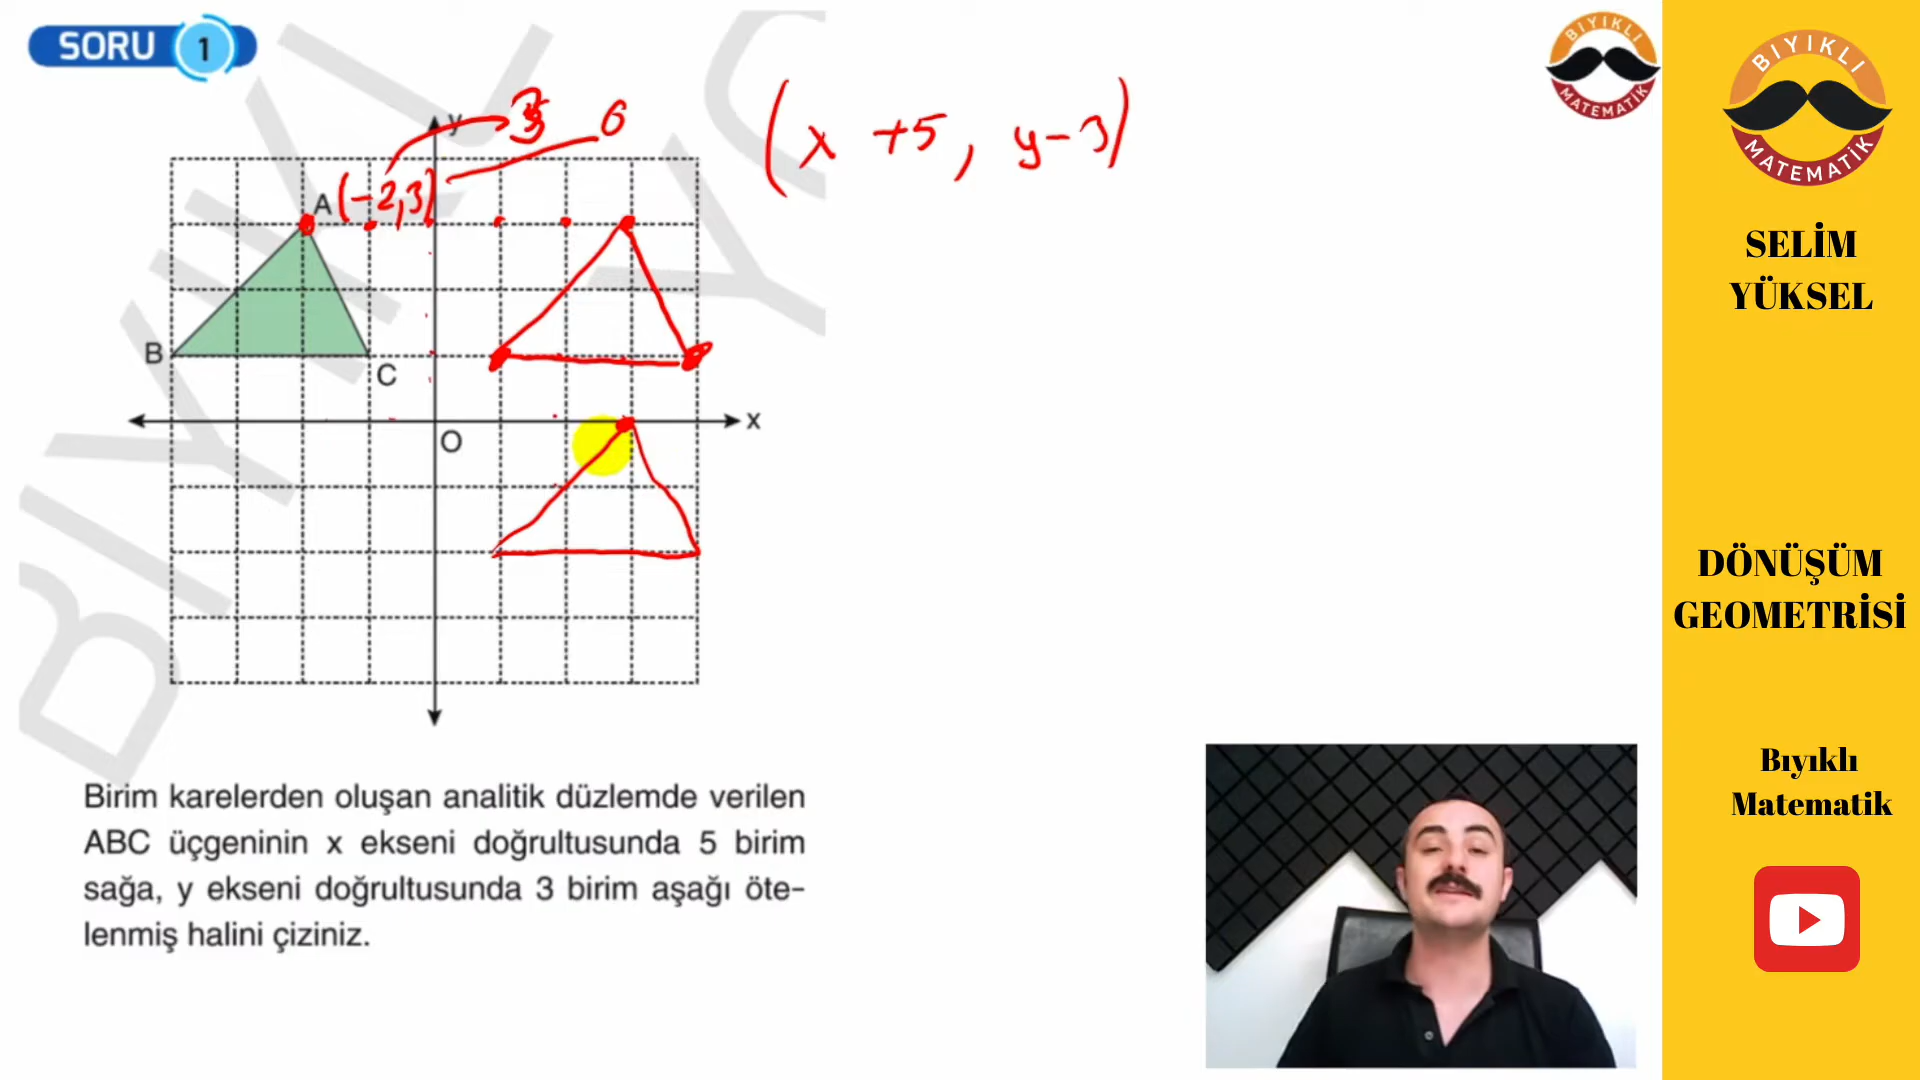 SORU 1
BIYIKLI
MATEMATİK
BIYIKLI
MATEMATİK
SELİM
YÜKSEL
DÖNÜŞÜM
GEOMETRİSİ
Bıyıklı
Matematik
y
3 6
(x +5, y-3)
A (-2,3)
B
C
x
O
Birim karelerden oluşan analitik düzlemde verilen
ABC üçgeninin x ekseni doğrultusunda 5 birim
sağa, y ekseni doğrultusunda 3 birim aşağı öte-
lenmiş halini çiziniz.